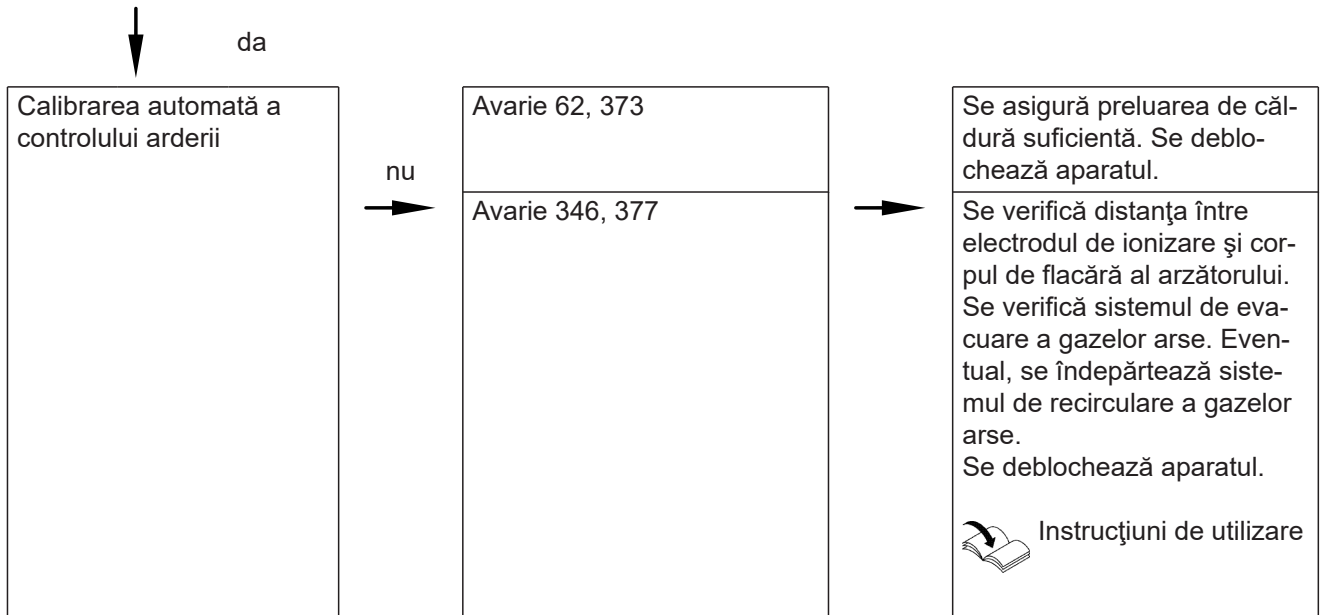 da
Calibrarea automată a
controlului arderii
nu
Avarie 62, 373
Se asigură preluarea de căl-
dură suficientă. Se deblo-
chează aparatul.
Avarie 346, 377
Se verifică distanţa între
electrodul de ionizare şi cor-
pul de flacără al arzătorului.
Se verifică sistemul de eva-
cuare a gazelor arse. Even-
tual, se îndepărtează siste-
mul de recirculare a gazelor
arse.
Se deblochează aparatul.
Instrucţiuni de utilizare